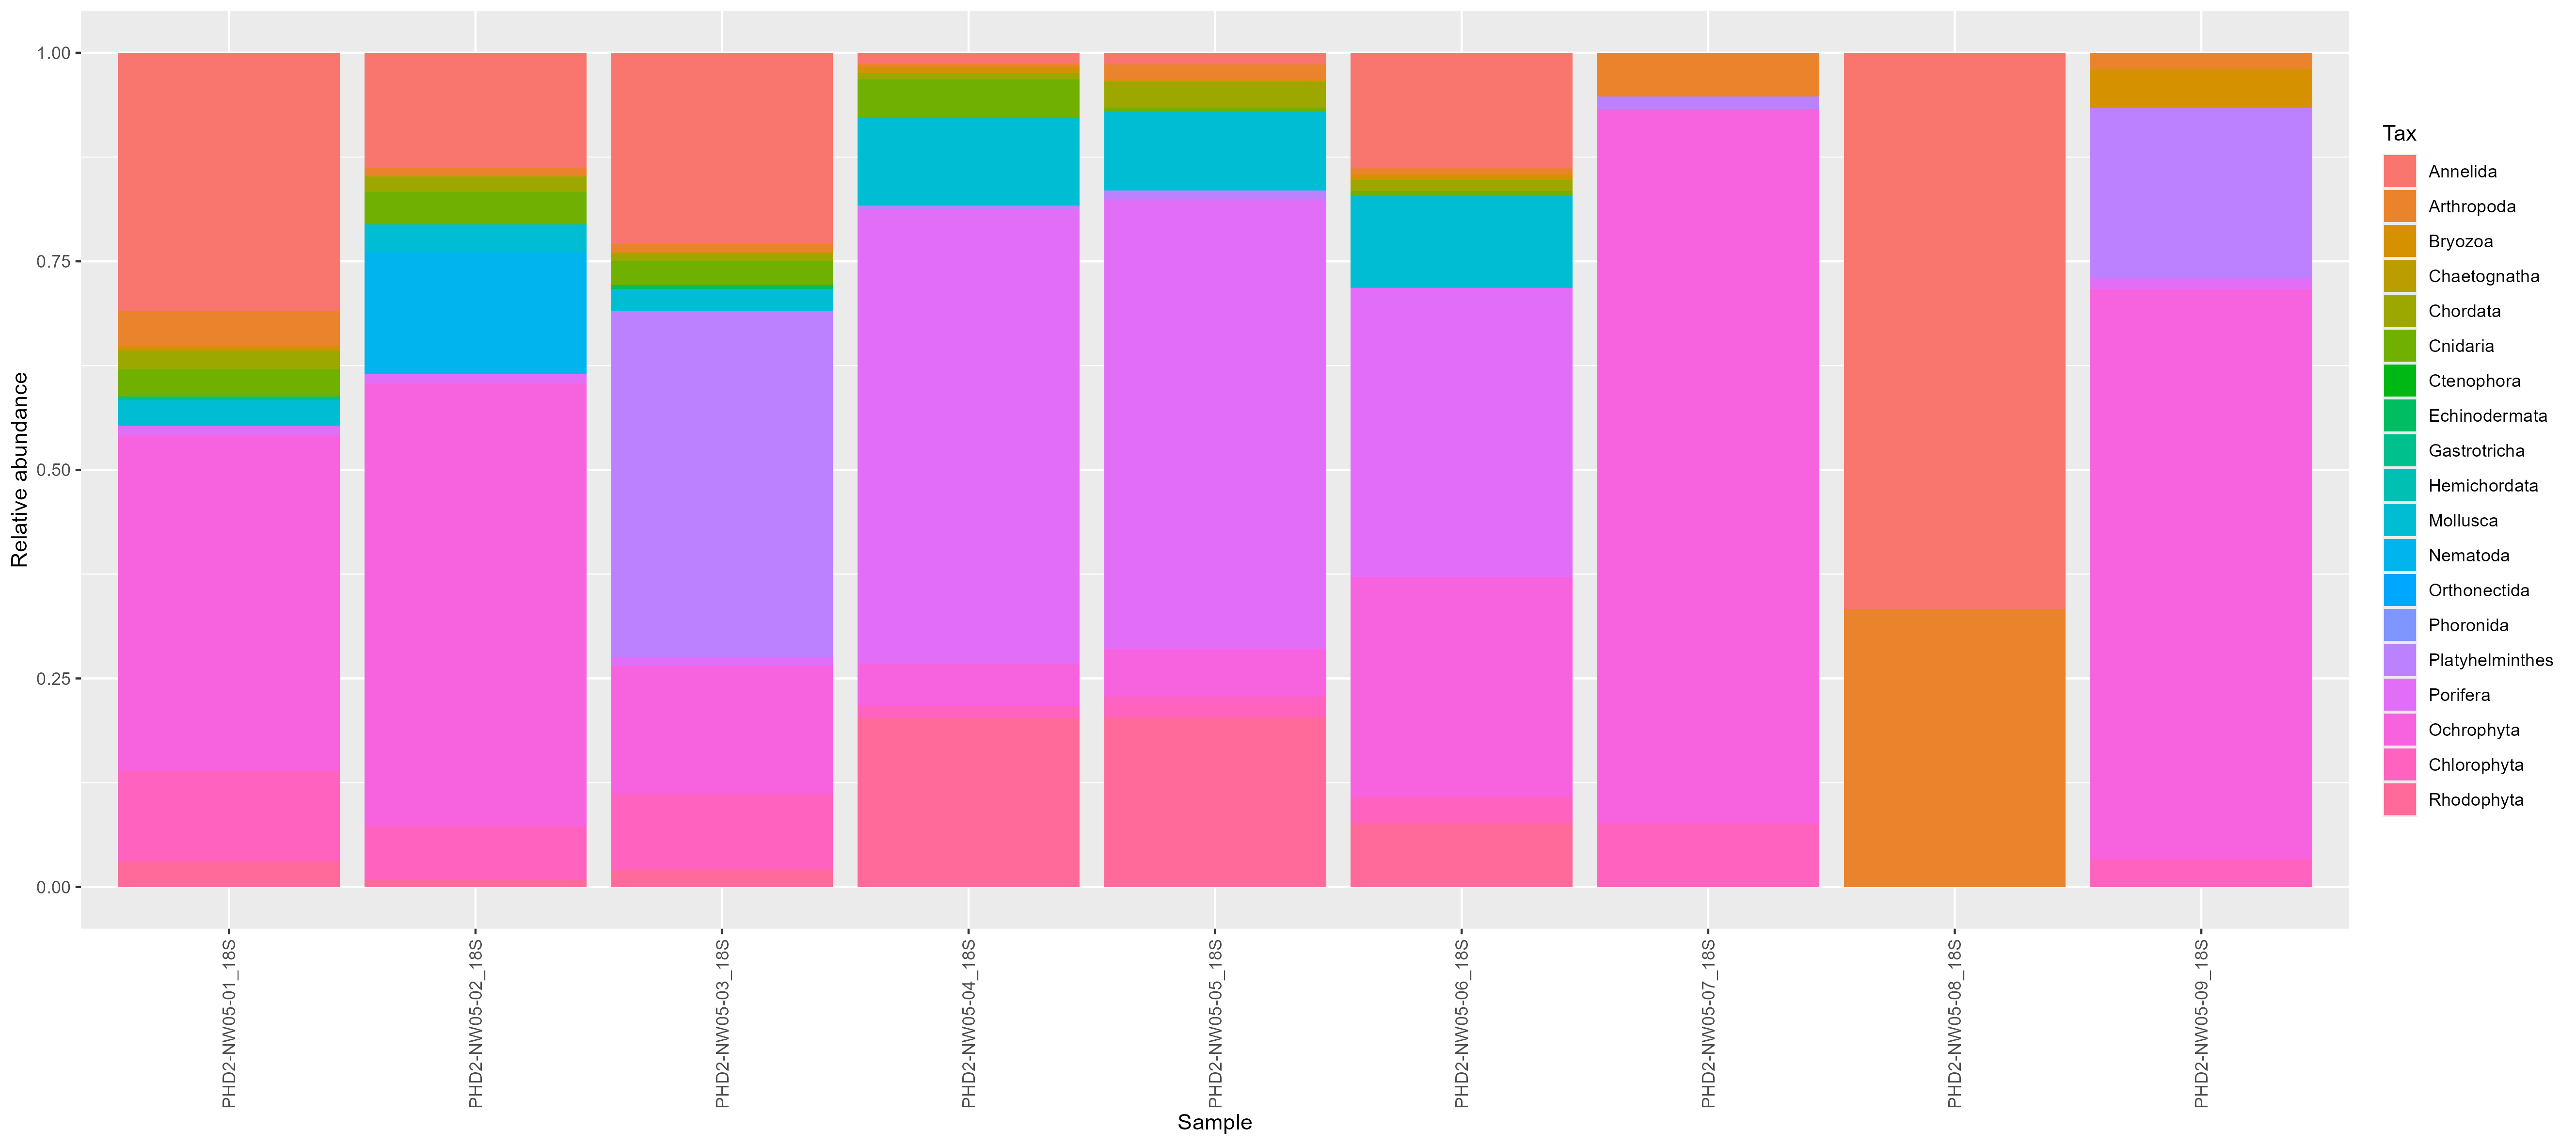 1.00
0.75
0.50
0.25
0.00
Relative abundance
PHD2-NW05-01_18S
PHD2-NW05-02_18S
PHD2-NW05-03_18S
PHD2-NW05-04_18S
PHD2-NW05-05_18S
PHD2-NW05-06_18S
PHD2-NW05-07_18S
PHD2-NW05-08_18S
PHD2-NW05-09_18S
Sample
Tax
Annelida
Arthropoda
Bryozoa
Chaetognatha
Chordata
Cnidaria
Ctenophora
Echinodermata
Gastrotricha
Hemichordata
Mollusca
Nematoda
Orthonectida
Phoronida
Platyhelminthes
Porifera
Ochrophyta
Chlorophyta
Rhodophyta